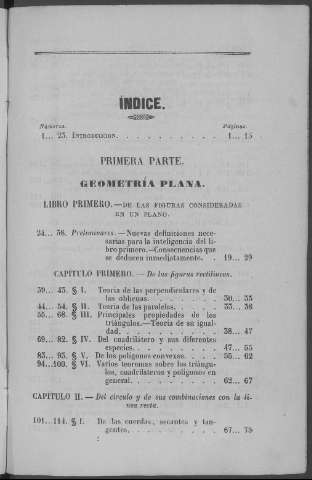 ÍNDICE.
Números. Páginas.
1... 23. INTRODUCCION. . . . . . . . . . . 1... 15
PRIMERA PARTE.
GEOMETRÍA PLANA.
LIBRO PRIMERO.—DE LAS FIGURAS CONSIDERADAS
EN UN PLANO.
24... 38. Preliminares.—Nuevas definiciones nece-
sarias para la inteligencia del li-
bro primero.—Consecuencias que
se deducen inmediatamente. . 19... 29
CAPÍTULO PRIMERO. — De las figuras rectilíneas.
39... 43. § I. Teoría de las perpendiculares y de
las oblicuas. . . . . . . . . 30... 33
44... 54. § II. Teoría de las paralelas. . . . . 33... 38
55... 68. § III. Principales propiedades de los
triángulos.—Teoría de su igual-
dad. . . . . . . . . . . 38... 47
69... 82. § IV. Del cuadrilátero y sus diferentes
especies. . . . . . . . . . 47... 55
83... 93. § V. De los polígonos convexos. . . . 55... 62
94...100. § VI. Varios teoremas sobre los triángu-
los, cuadriláteros y polígonos en
general. . . . . . . . . . 62... 67
CAPÍTULO II. — Del círculo y de sus combinaciones con la lí-
nea recta.
101...114. § I. De las cuerdas, secantes y tan-
gentes. . . . . . . . . . 67... 75